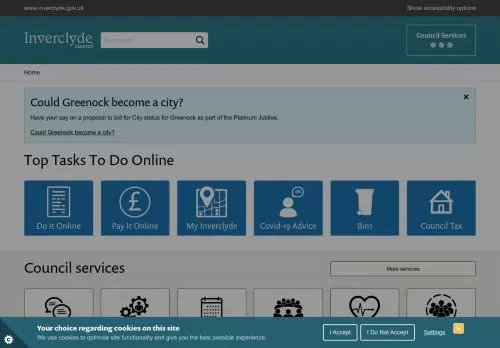 www.inverclyde.gov.uk
Show accessibility options
Inverclyde
council
Council Services
Home
Could Greenock become a city?
Have your say on a proposal to bid for City status for Greenock as part of the Platinum Jubilee.
Could Greenock become a city?
Top Tasks To Do Online
Do It Online
Pay It Online
My Inverclyde
Covid-19 Advice
Bins
Council Tax
Council services
More services
Your choice regarding cookies on this site
We use cookies to optimise site functionality and give you the best possible experience.
I Accept
I Do Not Accept
Settings